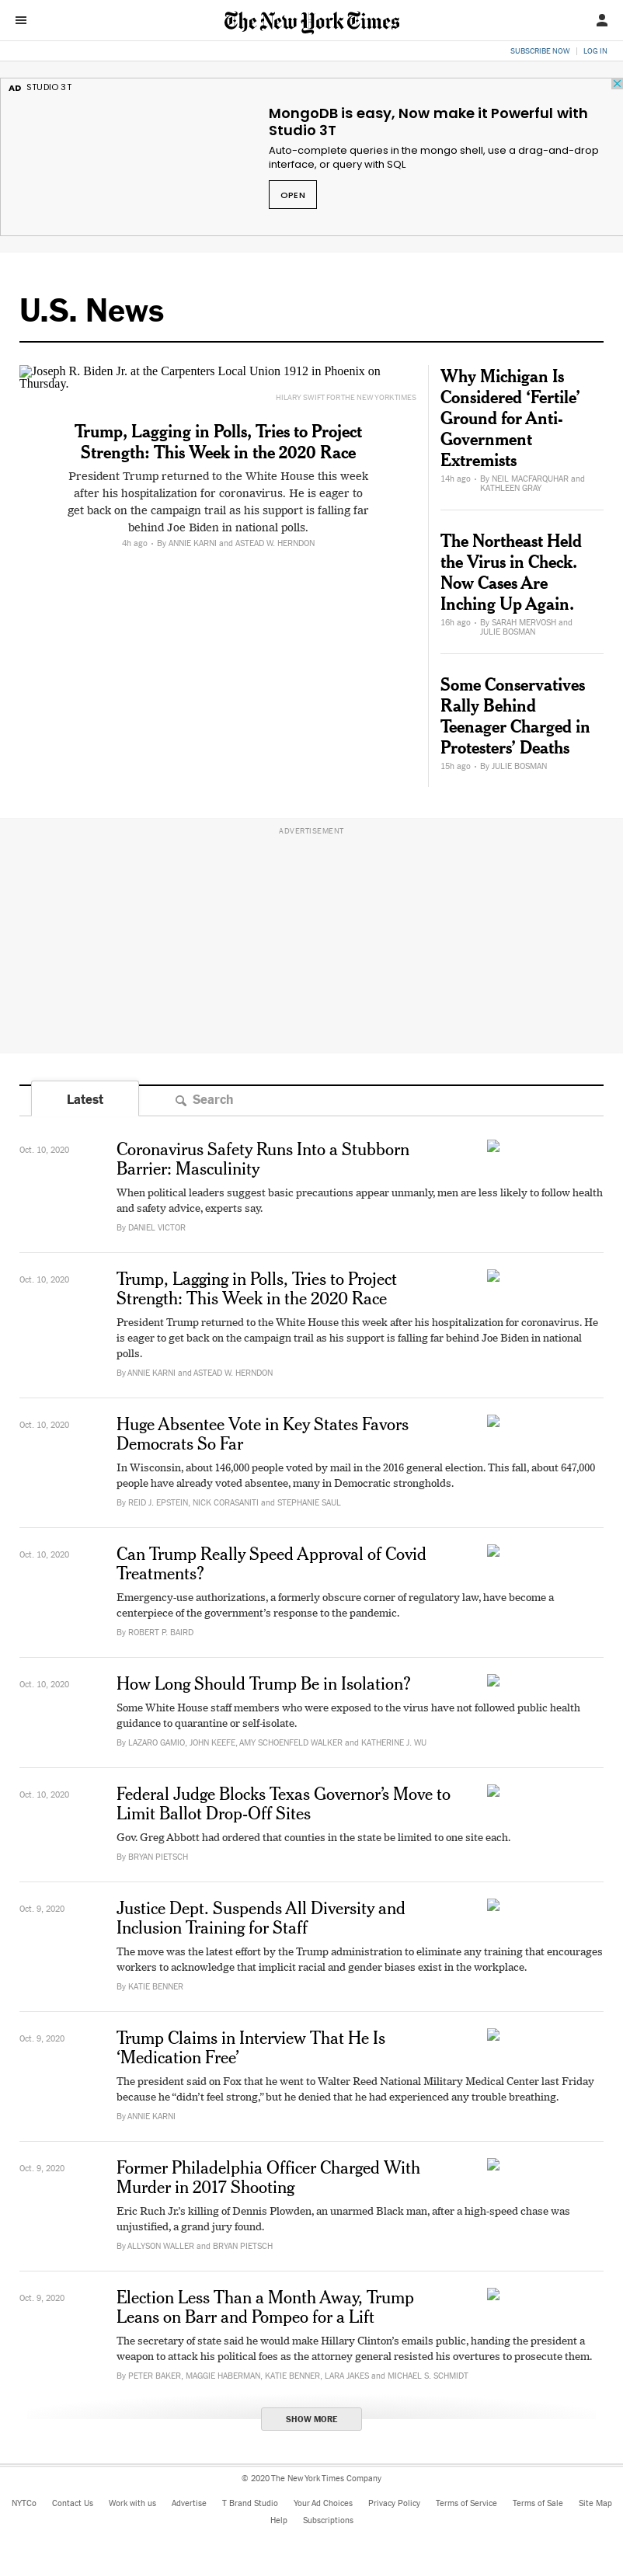 The New York Times
SUBSCRIBE NOW | LOG IN
AD STUDIO 3T
MongoDB is easy, Now make it Powerful with
Studio 3T
Auto-complete queries in the mongo shell, use a drag-and-drop
interface, or query with SQL
OPEN
U.S. News
Joseph R. Biden Jr. at the Carpenters Local Union 1912 in Phoenix on
Thursday.
HILARY SWIFT FOR THE NEW YORK TIMES
Trump, Lagging in Polls, Tries to Project
Strength: This Week in the 2020 Race
President Trump returned to the White House this week
after his hospitalization for coronavirus. He is eager to
get back on the campaign trail as his support is falling far
behind Joe Biden in national polls.
4h ago • By ANNIE KARNI and ASTEAD W. HERNDON
Why Michigan Is
Considered ‘Fertile’
Ground for Anti-
Government
Extremists
14h ago • By NEIL MACFARQUHAR and
KATHLEEN GRAY
The Northeast Held
the Virus in Check.
Now Cases Are
Inching Up Again.
16h ago • By SARAH MERVOSH and
JULIE BOSMAN
Some Conservatives
Rally Behind
Teenager Charged in
Protesters’ Deaths
15h ago • By JULIE BOSMAN
ADVERTISEMENT
Latest
Search
Oct. 10, 2020
Coronavirus Safety Runs Into a Stubborn
Barrier: Masculinity
When political leaders suggest basic precautions appear unmanly, men are less likely to follow health
and safety advice, experts say.
By DANIEL VICTOR
Oct. 10, 2020
Trump, Lagging in Polls, Tries to Project
Strength: This Week in the 2020 Race
President Trump returned to the White House this week after his hospitalization for coronavirus. He
is eager to get back on the campaign trail as his support is falling far behind Joe Biden in national
polls.
By ANNIE KARNI and ASTEAD W. HERNDON
Oct. 10, 2020
Huge Absentee Vote in Key States Favors
Democrats So Far
In Wisconsin, about 146,000 people voted by mail in the 2016 general election. This fall, about 647,000
people have already voted absentee, many in Democratic strongholds.
By REID J. EPSTEIN, NICK CORASANITI and STEPHANIE SAUL
Oct. 10, 2020
Can Trump Really Speed Approval of Covid
Treatments?
Emergency-use authorizations, a formerly obscure corner of regulatory law, have become a
centerpiece of the government’s response to the pandemic.
By ROBERT P. BAIRD
Oct. 10, 2020
How Long Should Trump Be in Isolation?
Some White House staff members who were exposed to the virus have not followed public health
guidance to quarantine or self-isolate.
By LAZARO GAMIO, JOHN KEEFE, AMY SCHOENFELD WALKER and KATHERINE J. WU
Oct. 10, 2020
Federal Judge Blocks Texas Governor’s Move to
Limit Ballot Drop-Off Sites
Gov. Greg Abbott had ordered that counties in the state be limited to one site each.
By BRYAN PIETSCH
Oct. 9, 2020
Justice Dept. Suspends All Diversity and
Inclusion Training for Staff
The move was the latest effort by the Trump administration to eliminate any training that encourages
workers to acknowledge that implicit racial and gender biases exist in the workplace.
By KATIE BENNER
Oct. 9, 2020
Trump Claims in Interview That He Is
‘Medication Free’
The president said on Fox that he went to Walter Reed National Military Medical Center last Friday
because he “didn’t feel strong,” but he denied that he had experienced any trouble breathing.
By ANNIE KARNI
Oct. 9, 2020
Former Philadelphia Officer Charged With
Murder in 2017 Shooting
Eric Ruch Jr.’s killing of Dennis Plowden, an unarmed Black man, after a high-speed chase was
unjustified, a grand jury found.
By ALLYSON WALLER and BRYAN PIETSCH
Oct. 9, 2020
Election Less Than a Month Away, Trump
Leans on Barr and Pompeo for a Lift
The secretary of state said he would make Hillary Clinton’s emails public, handing the president a
weapon to attack his political foes as the attorney general resisted his overtures to prosecute them.
By PETER BAKER, MAGGIE HABERMAN, KATIE BENNER, LARA JAKES and MICHAEL S. SCHMIDT
SHOW MORE
© 2020 The New York Times Company
NYTCo Contact Us Work with us Advertise T Brand Studio Your Ad Choices Privacy Policy Terms of Service Terms of Sale Site Map
Help Subscriptions